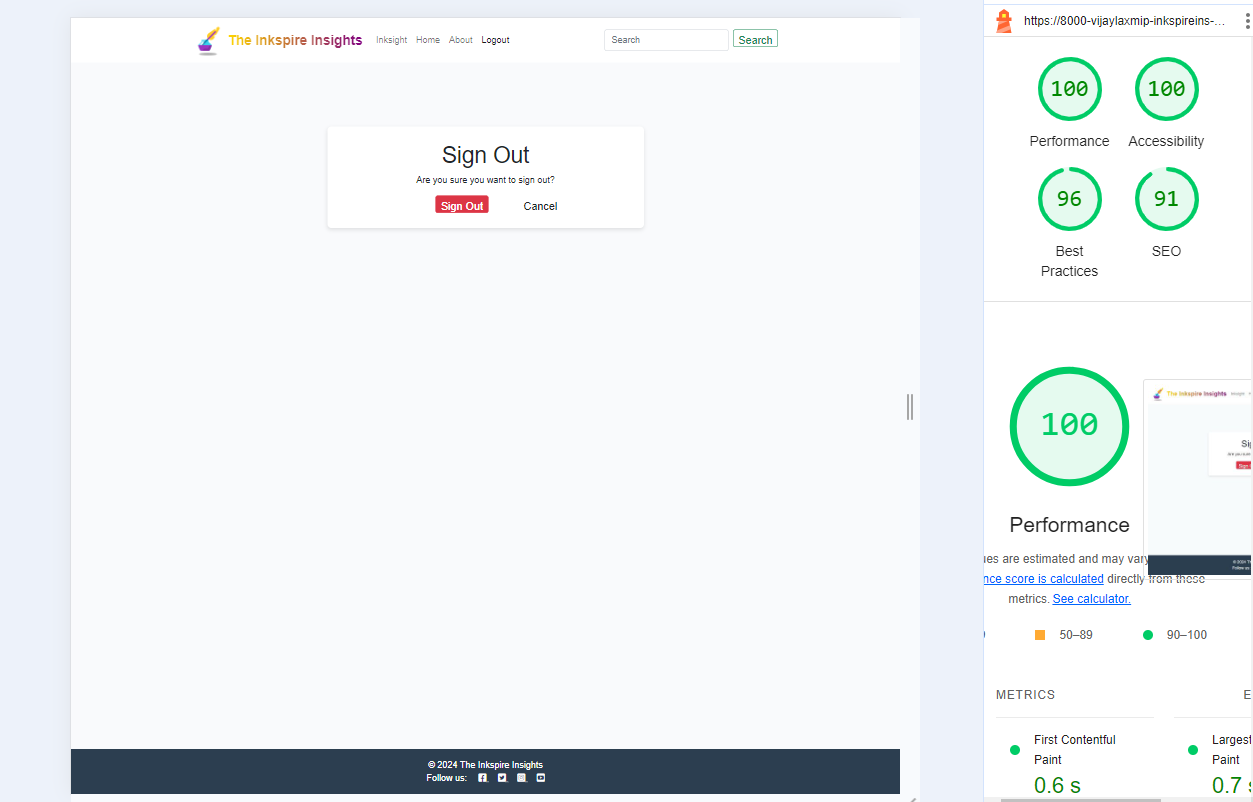 The Inkspire Insights Inksight Home About Logout Search Search
Sign Out
Are you sure you want to sign out?
Sign Out Cancel
© 2024 The Inkspire Insights
Follow us:
https://8000-vijaylaxmip-inkspireins-...
100 100
Performance Accessibility
96 91
Best
Practices
SEO
100
The Inkspire Insights
Performance
ues are estimated and may vary
nce score is calculated directly from these
metrics. See calculator.
50–89 90–100
METRICS E
First Contentful
Paint
0.6 s
Largest
Paint
0.7 s